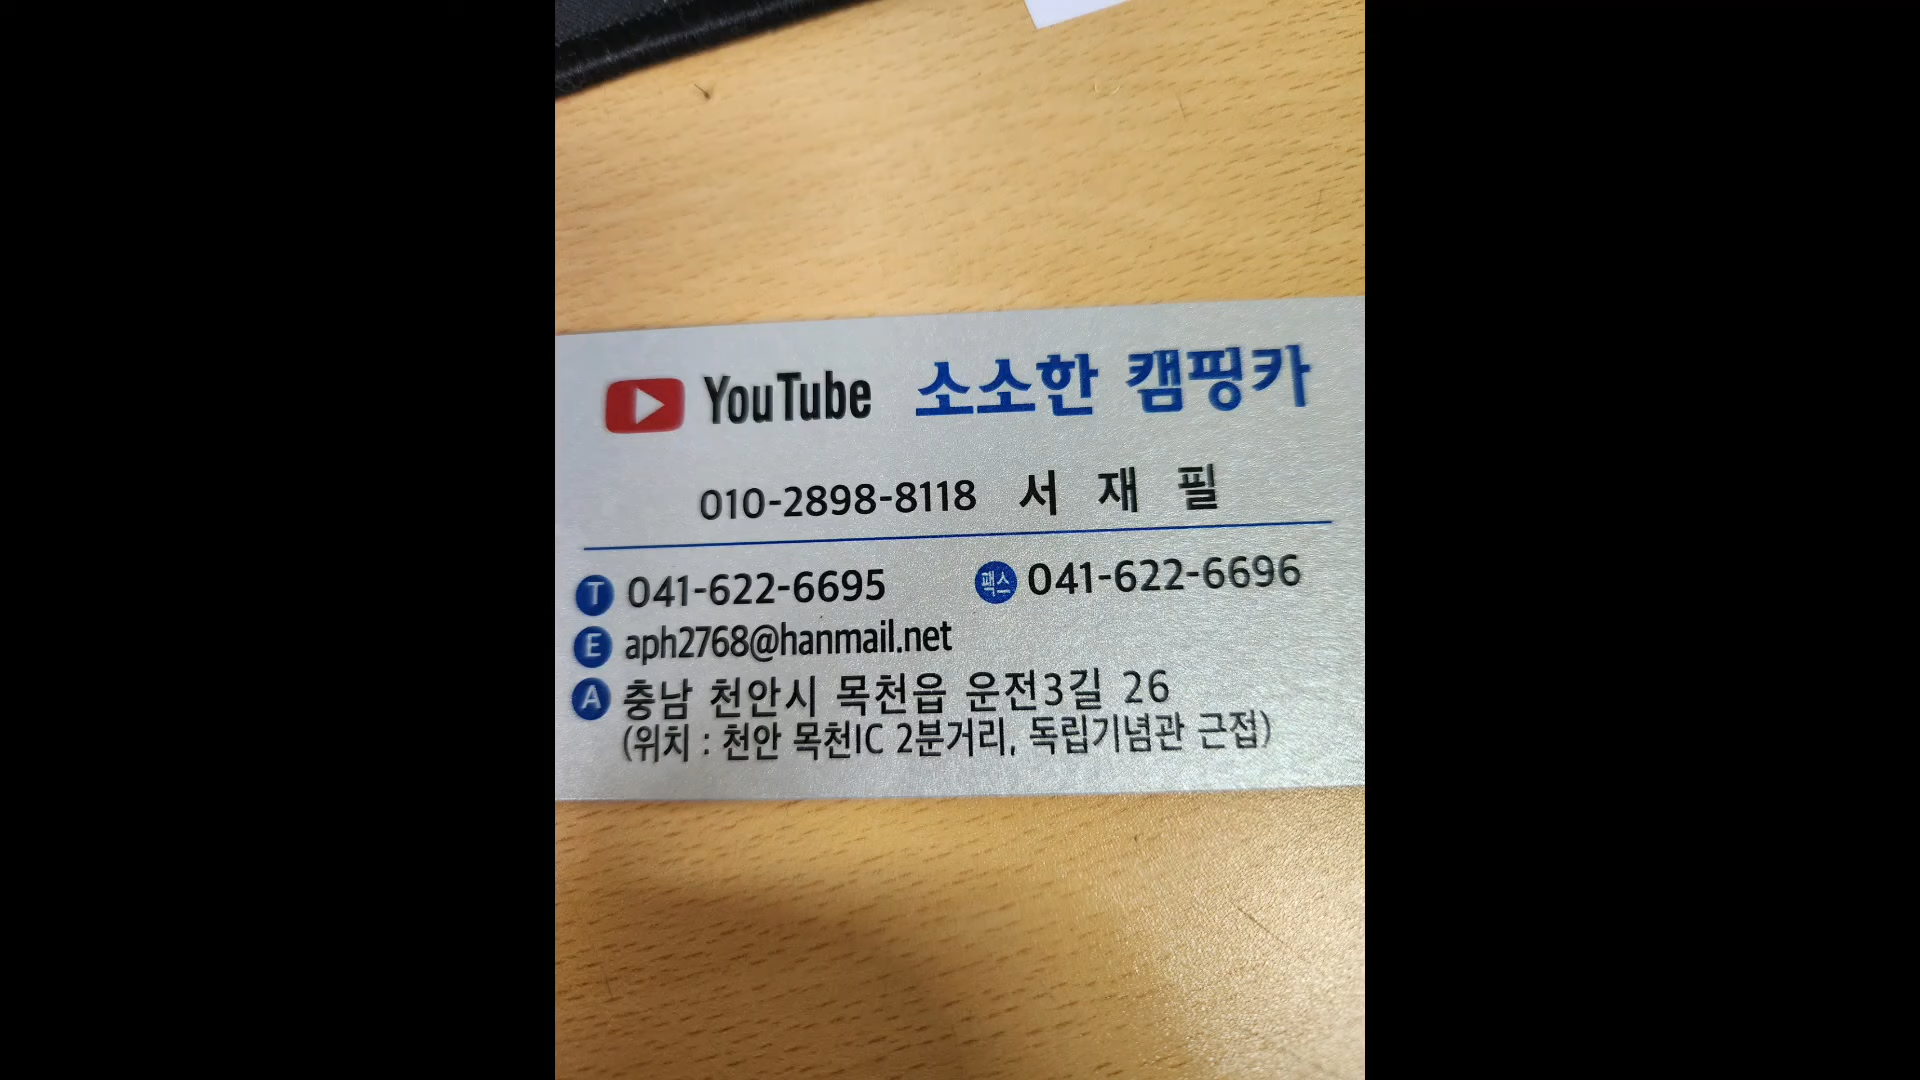 YouTube 소소한 캠핑카
010-2898-8118 서 재 필
T 041-622-6695 팩스 041-622-6696
E aph2768@hanmail.net
A 충남 천안시 목천읍 운전3길 26
(위치 : 천안 목천IC 2분거리, 독립기념관 근접)